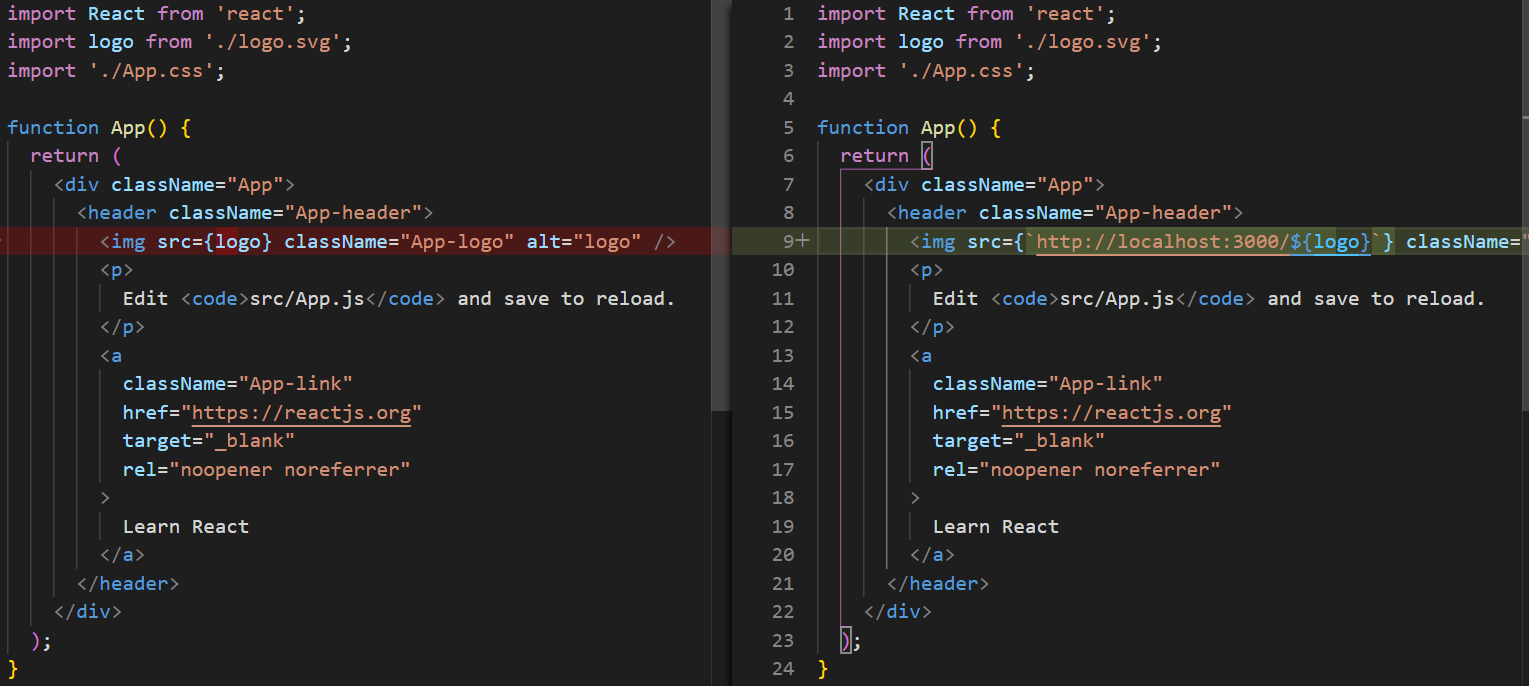 import React from 'react';
import logo from './logo.svg';
import './App.css';
function App() {
return (
<div className="App">
<header className="App-header">
<img src={logo} className="App-logo" alt="logo" />
<p>
Edit <code>src/App.js</code> and save to reload.
</p>
<a
className="App-link"
href="https://reactjs.org"
target="_blank"
rel="noopener noreferrer"
>
Learn React
</a>
</header>
</div>
);
}
1 import React from 'react';
2 import logo from './logo.svg';
3 import './App.css';
4
5 function App() {
6 return (
7 <div className="App">
8 <header className="App-header">
9+ <img src={`http://localhost:3000/${logo}`} className="
10 <p>
11 Edit <code>src/App.js</code> and save to reload.
12 </p>
13 <a
14 className="App-link"
15 href="https://reactjs.org"
16 target="_blank"
17 rel="noopener noreferrer"
18 >
19 Learn React
20 </a>
21 </header>
22 </div>
23 );
24 }